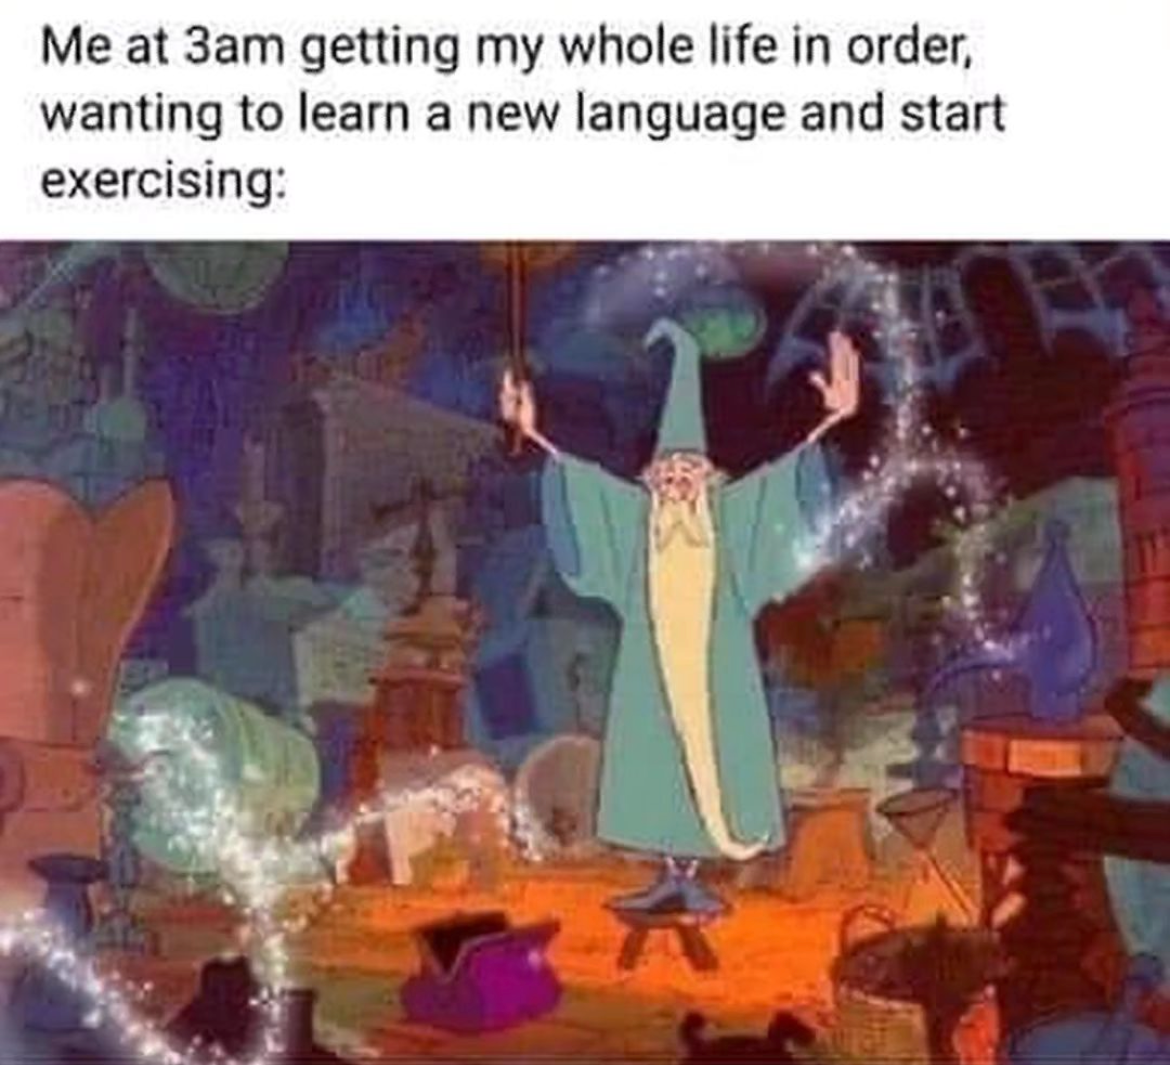 Me at 3am getting my whole life in order,
wanting to learn a new language and start
exercising: